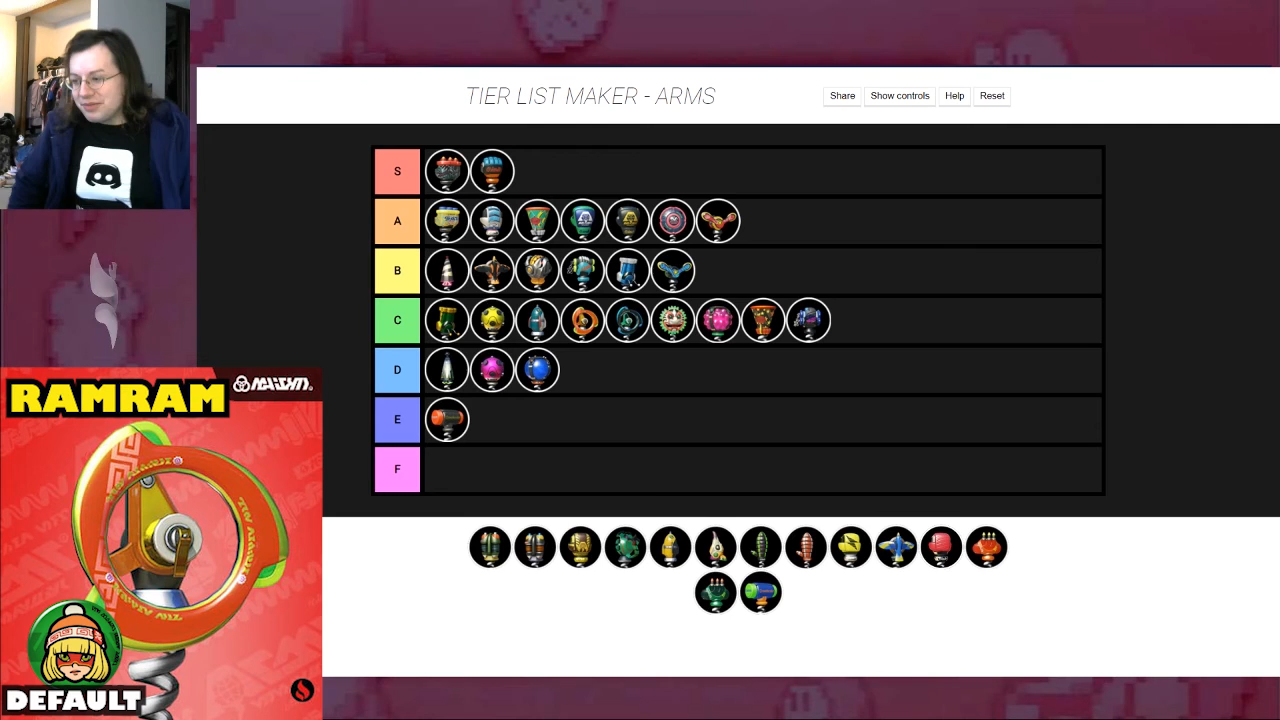 TIER LIST MAKER - ARMS
Share
Show controls
Help
Reset
S
A
B
C
D
E
F
RAMRAM
DEFAULT